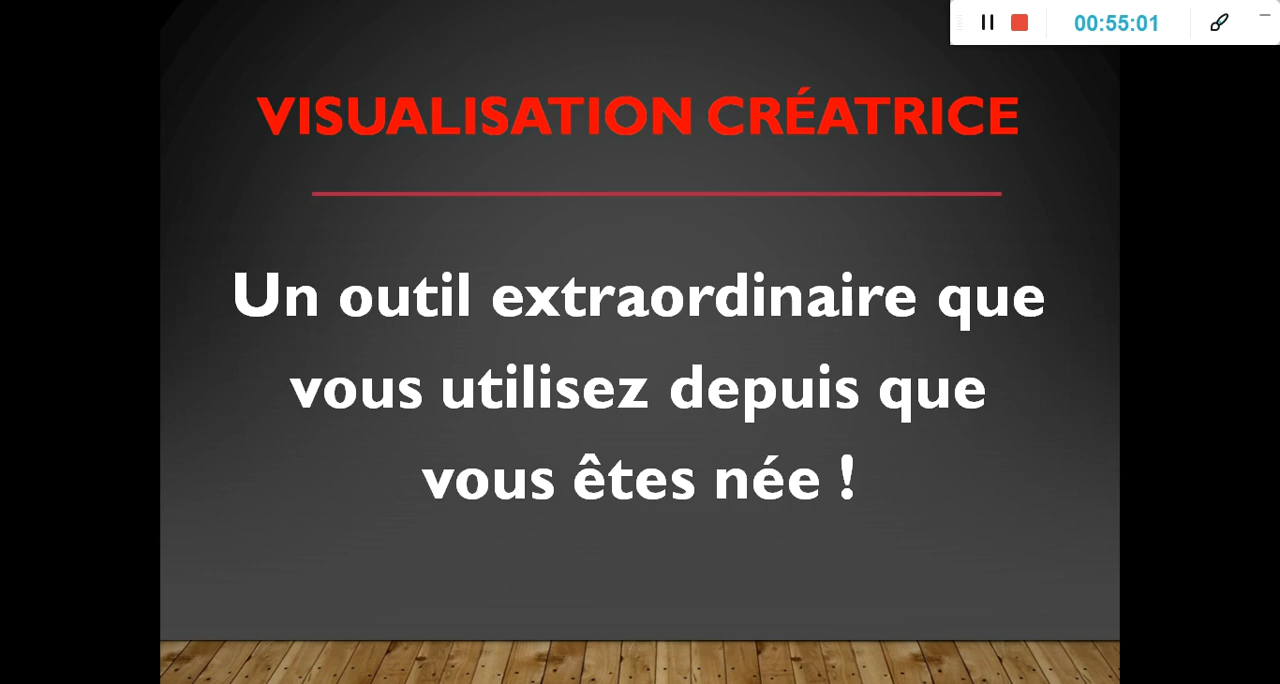 00:55:01
VISUALISATION CRÉATRICE
Un outil extraordinaire que
vous utilisez depuis que
vous êtes née !